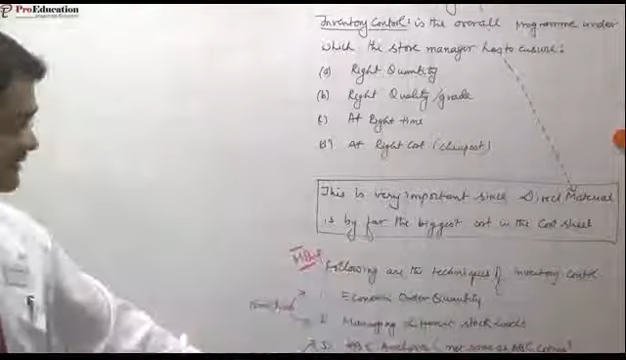 ProEducation
Inventory Control: is the overall programme under
which the store manager has to ensure:
(a) Right Quantity
(b) Right Quality/grade
(c) At Right time
At Right Cost (cheapest)
This is very important since Direct Material
is by far the biggest cost in the Cost sheet
Following are the techniques of inventory control
Economic Order Quantity
Managing different stock levels
Analysis (not same as ABC